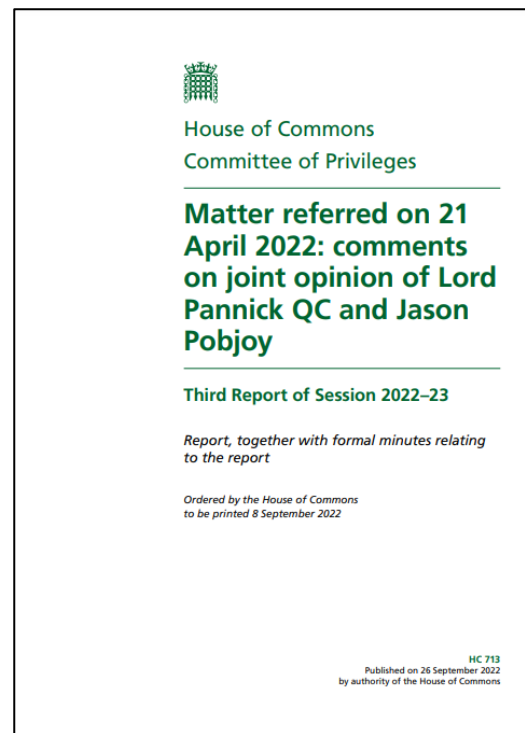 House of Commons
Committee of Privileges
Matter referred on 21
April 2022: comments
on joint opinion of Lord
Pannick QC and Jason
Pobjoy
Third Report of Session 2022–23
Report, together with formal minutes relating
to the report
Ordered by the House of Commons
to be printed 8 September 2022
HC 713
Published on 26 September 2022
by authority of the House of Commons